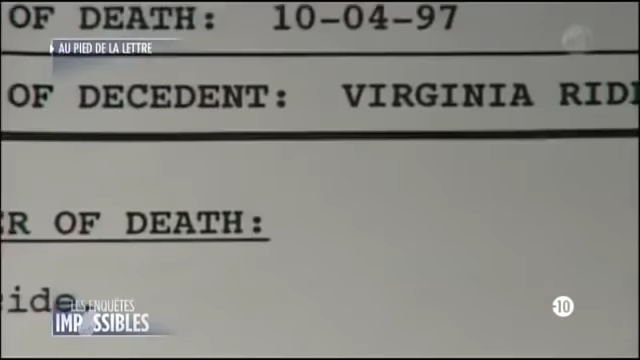 OF DEATH: 10-04-97
AU PIED DE LA LETTRE
OF DECEDENT: VIRGINIA RID
ER OF DEATH:
cide.
LES ENQUÊTES
IMPOSSIBLES
-10